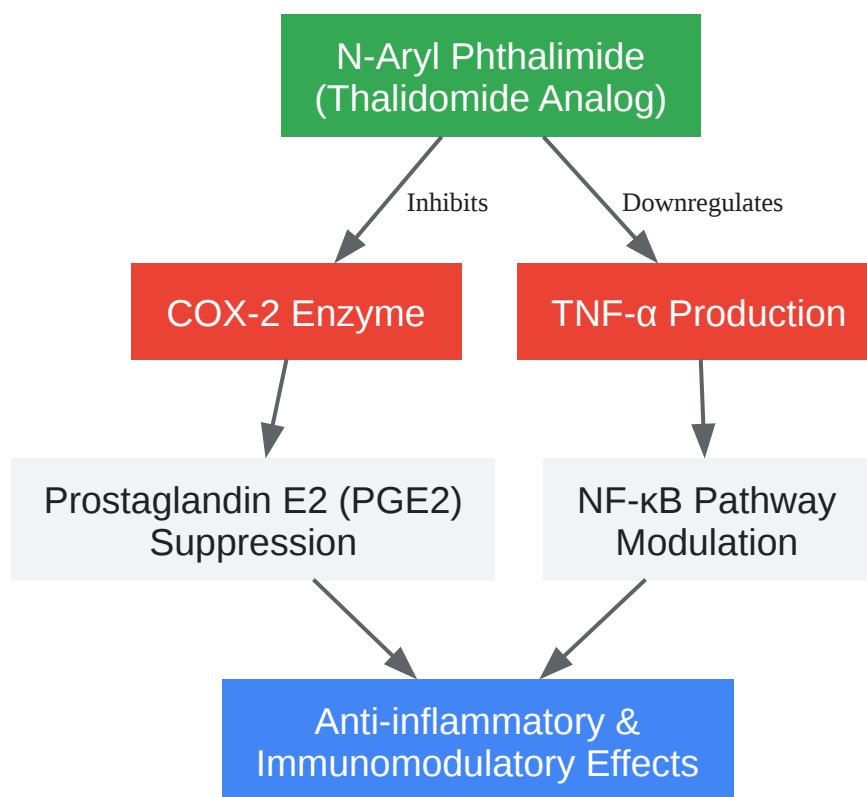 N-Aryl Phthalimide
(Thalidomide Analog)
Inhibits
Downregulates
COX-2 Enzyme
TNF-α Production
Prostaglandin E2 (PGE2)
Suppression
NF-κB Pathway
Modulation
Anti-inflammatory &
Immunomodulatory Effects